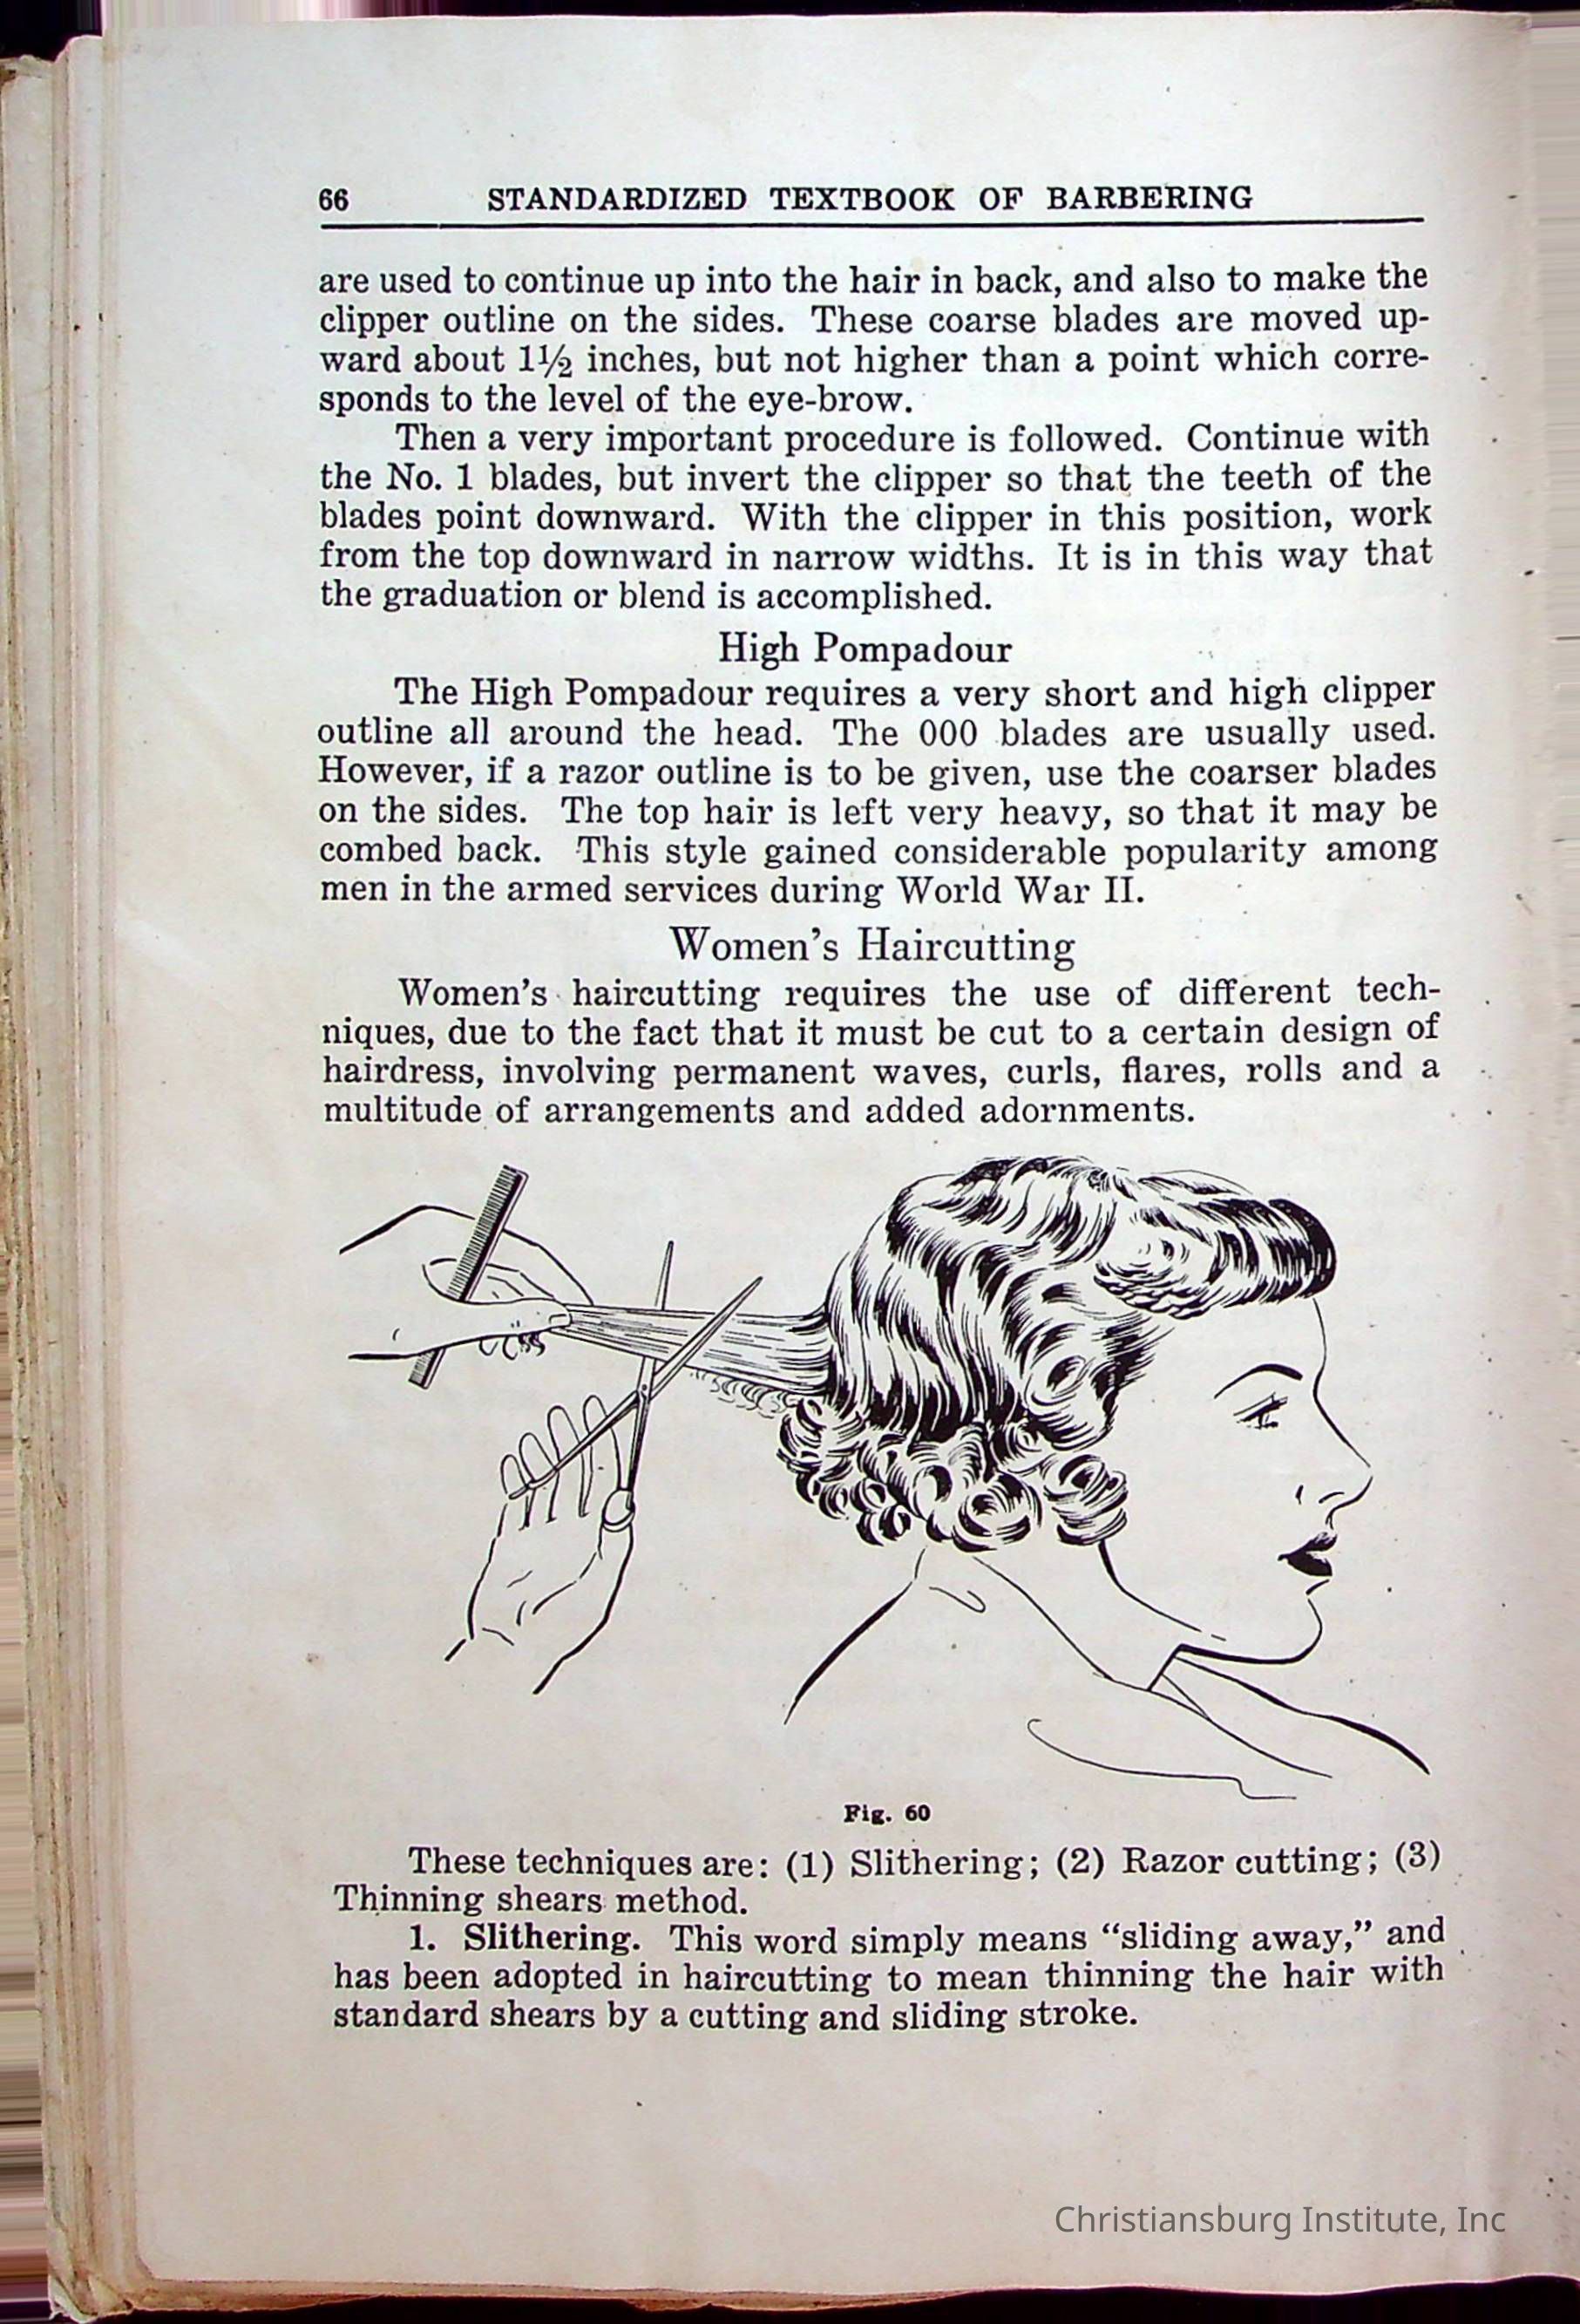 66 STANDARDIZED TEXTBOOK OF BARBERING
are used to continue up into the hair in back, and also to make the
clipper outline on the sides. These coarse blades are moved up-
ward about 1½ inches, but not higher than a point which corre-
sponds to the level of the eye-brow.
Then a very important procedure is followed. Continue with
the No. 1 blades, but invert the clipper so that the teeth of the
blades point downward. With the clipper in this position, work
from the top downward in narrow widths. It is in this way that
the graduation or blend is accomplished.
High Pompadour
The High Pompadour requires a very short and high clipper
outline all around the head. The 000 blades are usually used.
However, if a razor outline is to be given, use the coarser blades
on the sides. The top hair is left very heavy, so that it may be
combed back. This style gained considerable popularity among
men in the armed services during World War II.
Women's Haircutting
Women's haircutting requires the use of different tech-
niques, due to the fact that it must be cut to a certain design of
hairdress, involving permanent waves, curls, flares, rolls and a
multitude of arrangements and added adornments.
Fig. 60
These techniques are: (1) Slithering; (2) Razor cutting; (3)
Thinning shears method.
1. Slithering. This word simply means "sliding away," and
has been adopted in haircutting to mean thinning the hair with
standard shears by a cutting and sliding stroke.
Christiansburg Institute, Inc